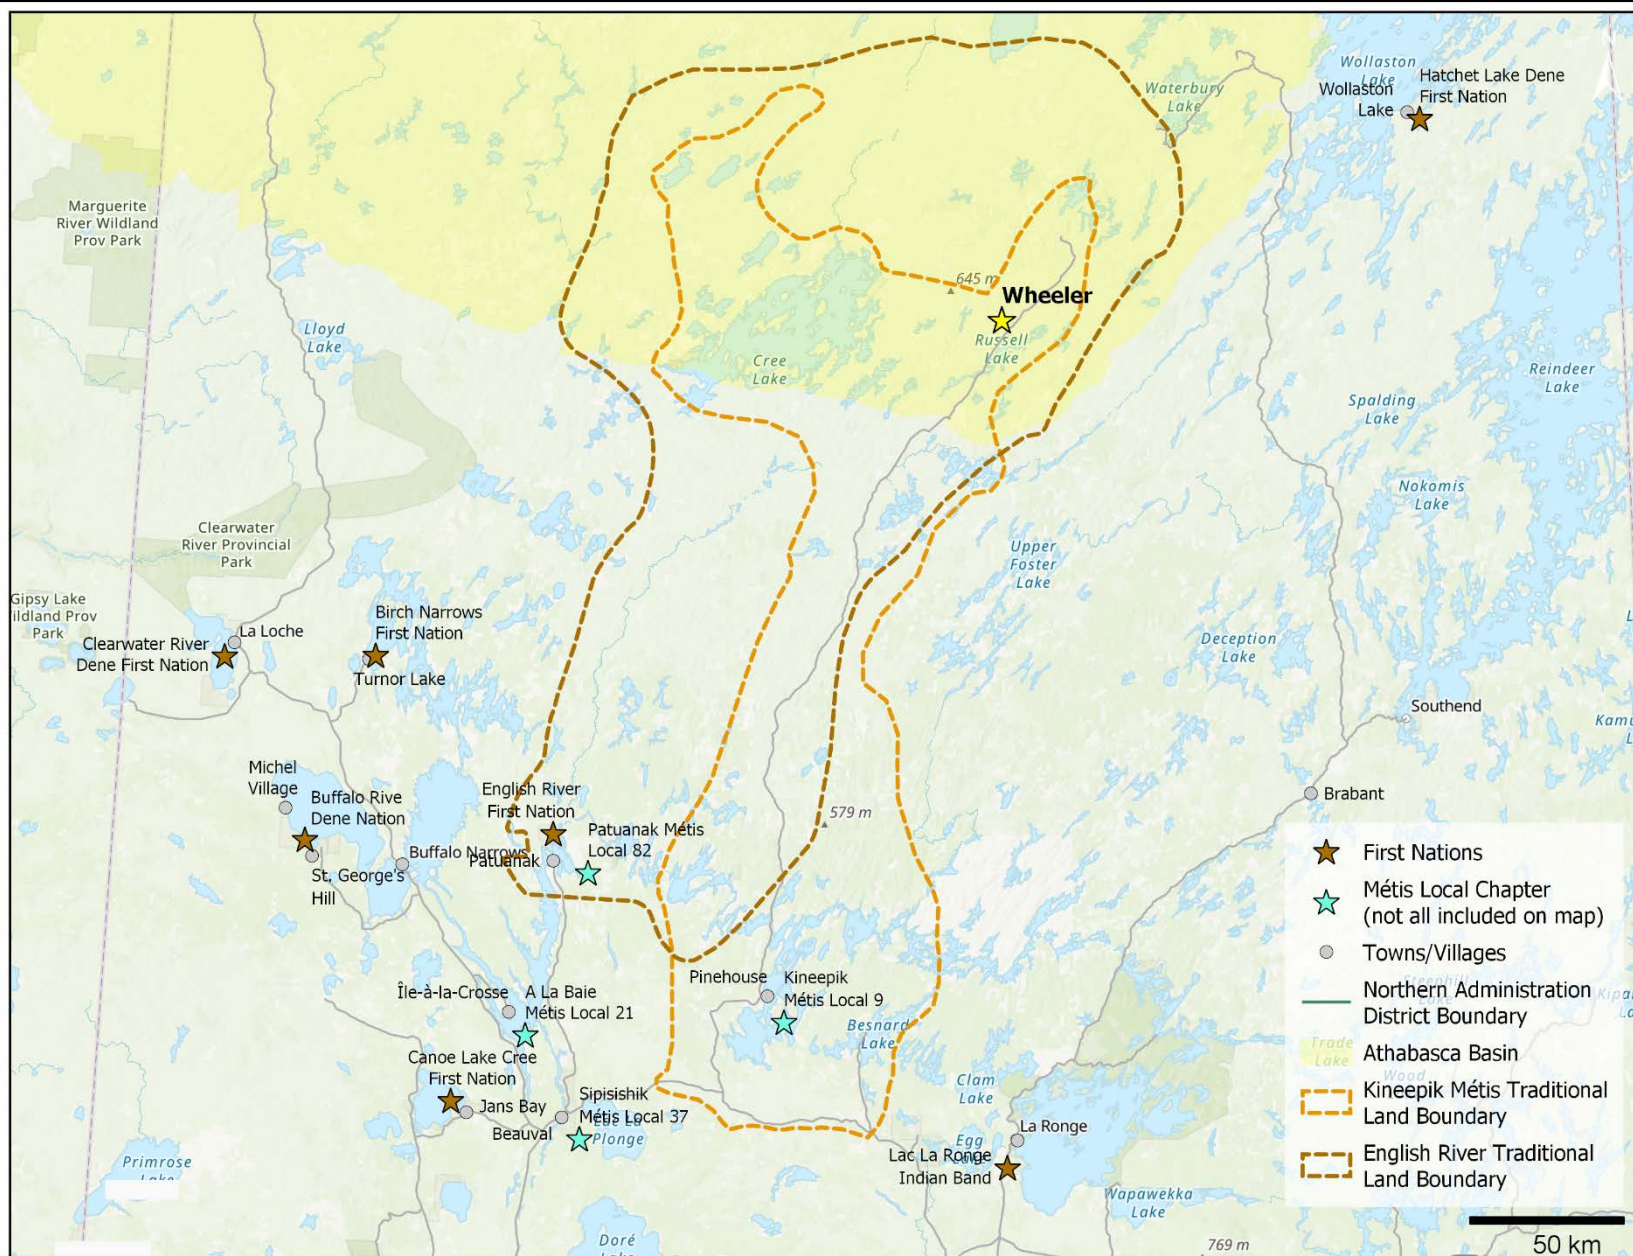 Wollaston
Lake
Hatchet Lake Dene
First Nation
Wollaston
Lake
Waterbury
Lake
Marguerite
River Wildland
Prov Park
645 m
Wheeler
Russell
Lake
Lloyd
Lake
Cree
Lake
Reindeer
Lake
Spalding
Lake
Nokomis
Lake
Clearwater
River Provincial
Park
Upper
Foster
Lake
Gipsy Lake
ildland Prov
Park
Birch Narrows
First Nation
La Loche
Clearwater River
Dene First Nation
Turnor Lake
Deception
Lake
Southend
Kamu
L
Michel
Village
Buffalo Rive
Dene Nation
English River
First Nation
Patuanak Métis
Local 82
579 m
Brabant
Buffalo Narrows
Patuanak
St. George's
Hill
Pinehouse
Kineepik
Métis Local 9
Île-à-la-Crosse
A La Baie
Métis Local 21
Besnard
Lake
Canoe Lake Cree
First Nation
Jans Bay
Sipisishik
Métis Local 37
Beauval
Plonge
Clam
Lake
La Ronge
Egg
Lac La Ronge
Indian Band
Primrose
Lake
Wapawekka
Lake
Doré
769 m
First Nations
Métis Local Chapter
(not all included on map)
Towns/Villages
Northern Administration
District Boundary
Trade
Lake
Wood
Athabasca Basin
Kineepik Métis Traditional
Land Boundary
English River Traditional
Land Boundary
50 km